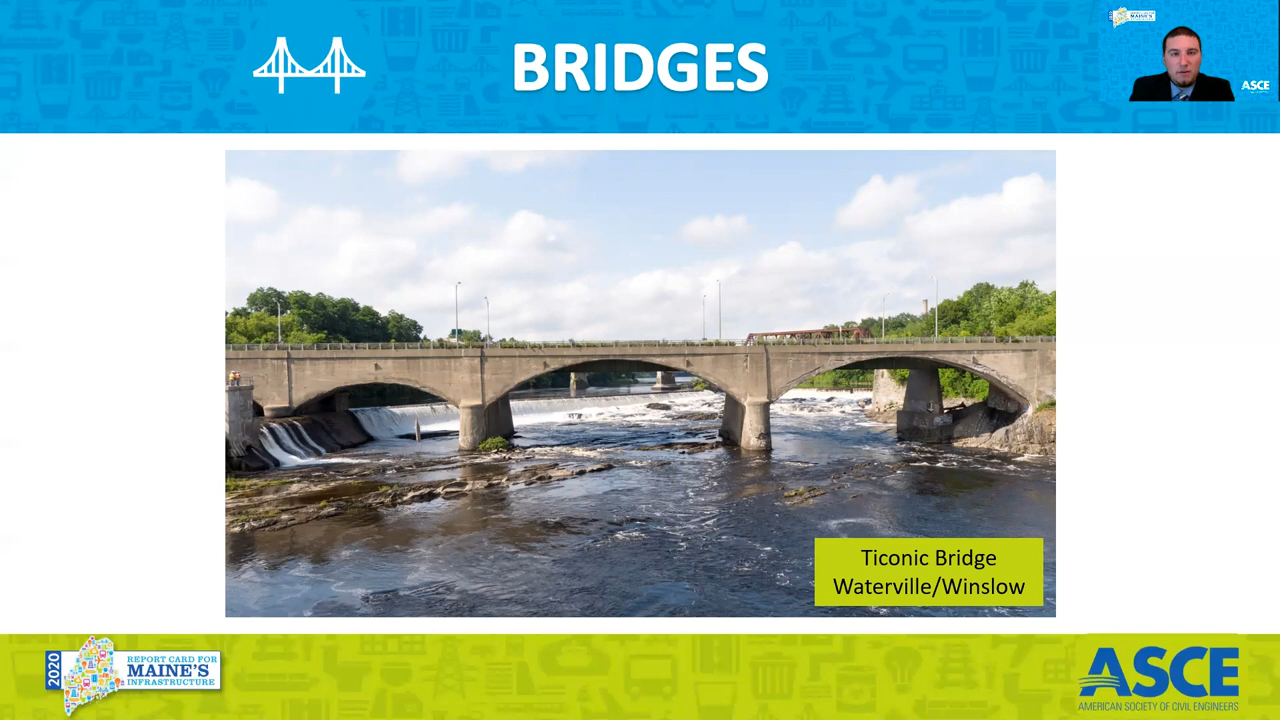 BRIDGES
ASCE
Ticonic Bridge
Waterville/Winslow
2020
REPORT CARD FOR
MAINE'S
INFRASTRUCTURE
ASCE
AMERICAN SOCIETY OF CIVIL ENGINEERS